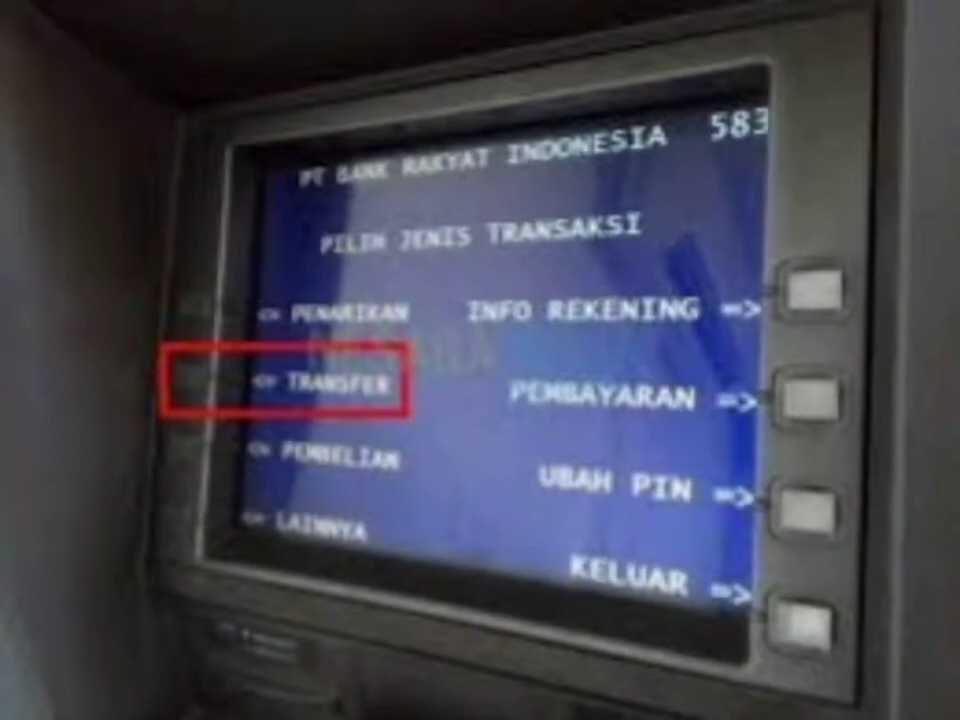 PT BANK RAKYAT INDONESIA 583
PILIH JENIS TRANSAKSI
<= PENARIKAN INFO REKENING =>
<= TRANSFER PEMBAYARAN =>
<= PEMBELIAN UBAH PIN =>
<= LAINNYA KELUAR =>